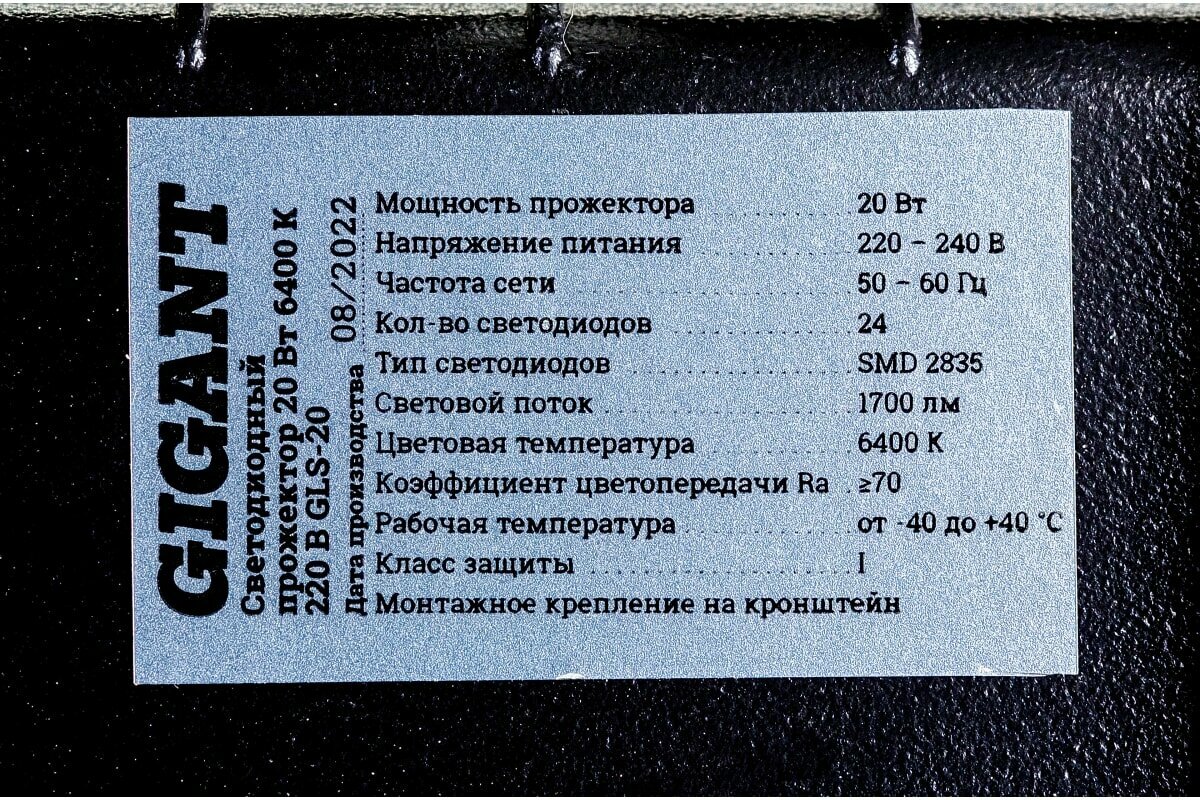 GIGANT
Светодиодный
прожектор 20 Вт 6400 К
220 В GLS-20
Дата производства 08/2022
Мощность прожектора 20 Вт
Напряжение питания 220 – 240 В
Частота сети 50 – 60 Гц
Кол-во светодиодов 24
Тип светодиодов SMD 2835
Световой поток 1700 лм
Цветовая температура 6400 К
Коэффициент цветопередачи Ra ≥70
Рабочая температура от -40 до +40 °С
Класс защиты I
Монтажное крепление на кронштейн